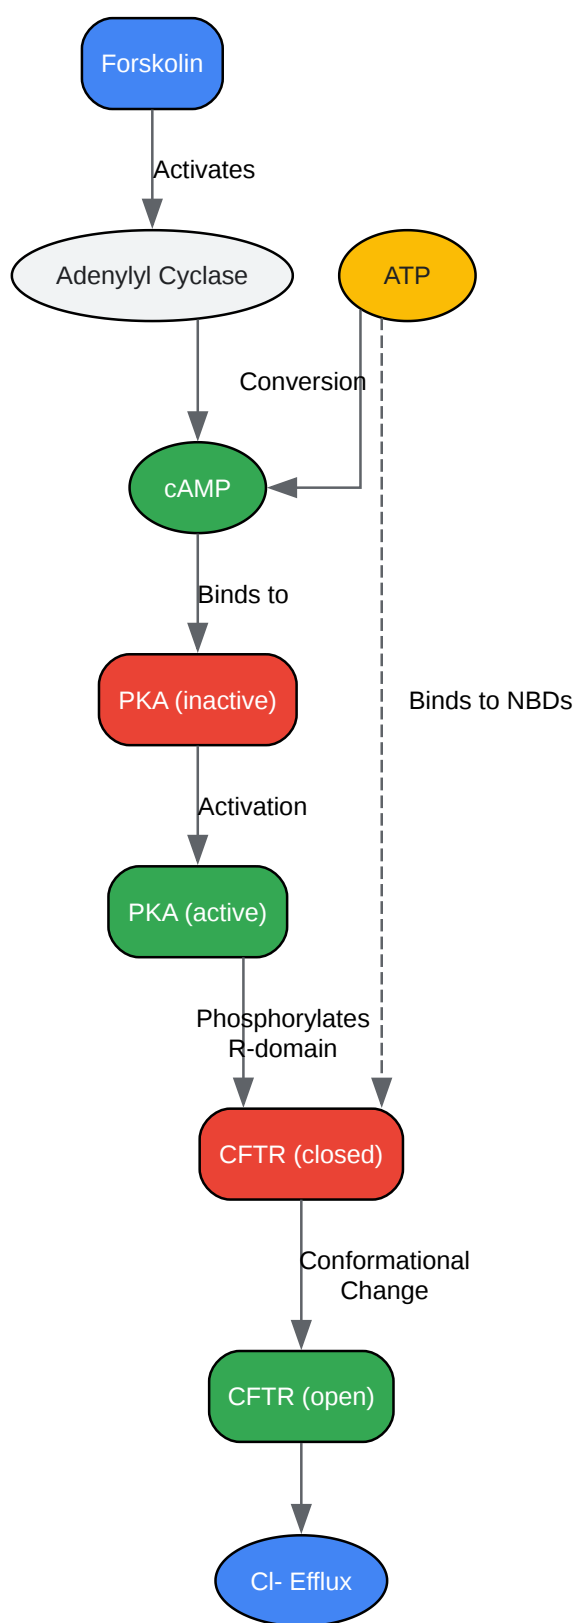 Forskolin
Activates
Adenylyl Cyclase
ATP
Conversion
cAMP
Binds to
PKA (inactive)
Binds to NBDs
Activation
PKA (active)
Phosphorylates
R-domain
CFTR (closed)
Conformational
Change
CFTR (open)
Cl- Efflux